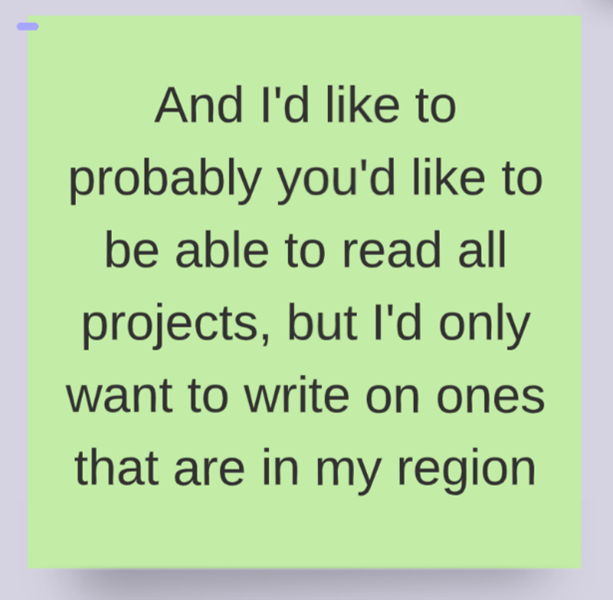 And I'd like to
probably you'd like to
be able to read all
projects, but I'd only
want to write on ones
that are in my region